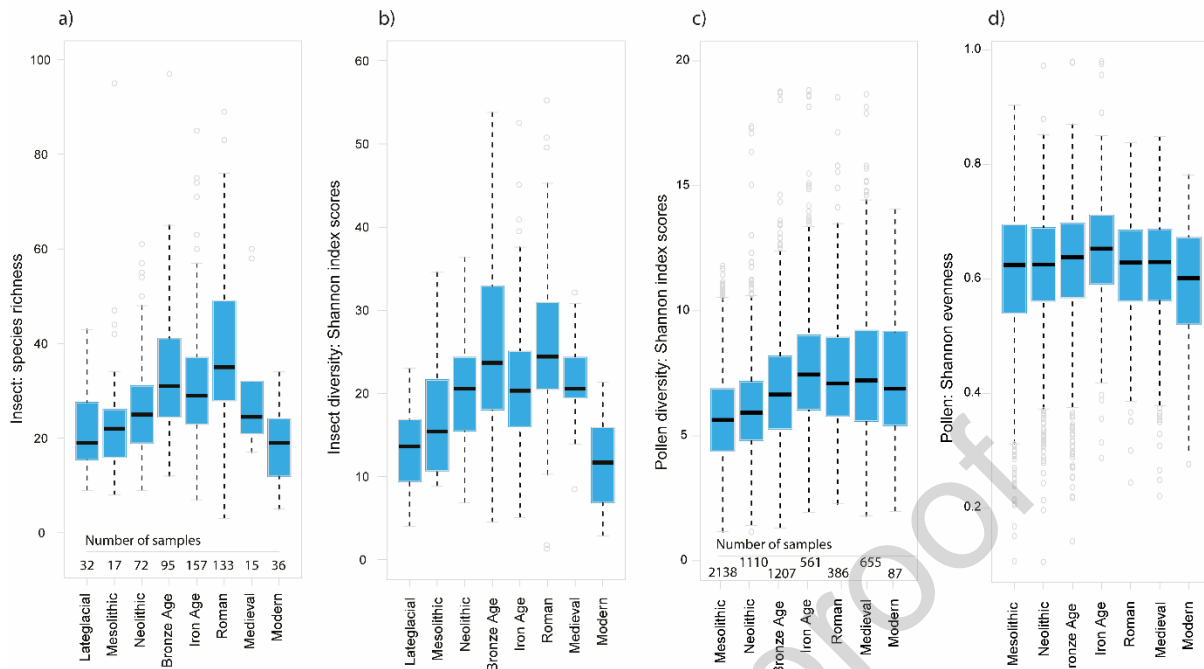 a)
Insect: species richness
100
80
60
40
20
0
Number of samples
32 17 72 95 157 133 15 36
Lateglacial
Mesolithic
Neolithic
Bronze Age
Iron Age
Roman
Medieval
Modern
b)
Insect diversity: Shannon index scores
60
50
40
30
20
10
0
Lateglacial
Mesolithic
Neolithic
Bronze Age
Iron Age
Roman
Medieval
Modern
c)
Pollen diversity: Shannon index scores
20
15
10
5
0
Number of samples
2138 1110 1207 561 386 655 87
Mesolithic
Neolithic
Bronze Age
Iron Age
Roman
Medieval
Modern
d)
Pollen: Shannon evenness
1.0
0.8
0.6
0.4
0.2
Mesolithic
Neolithic
Bronze Age
Iron Age
Roman
Medieval
Modern
proof